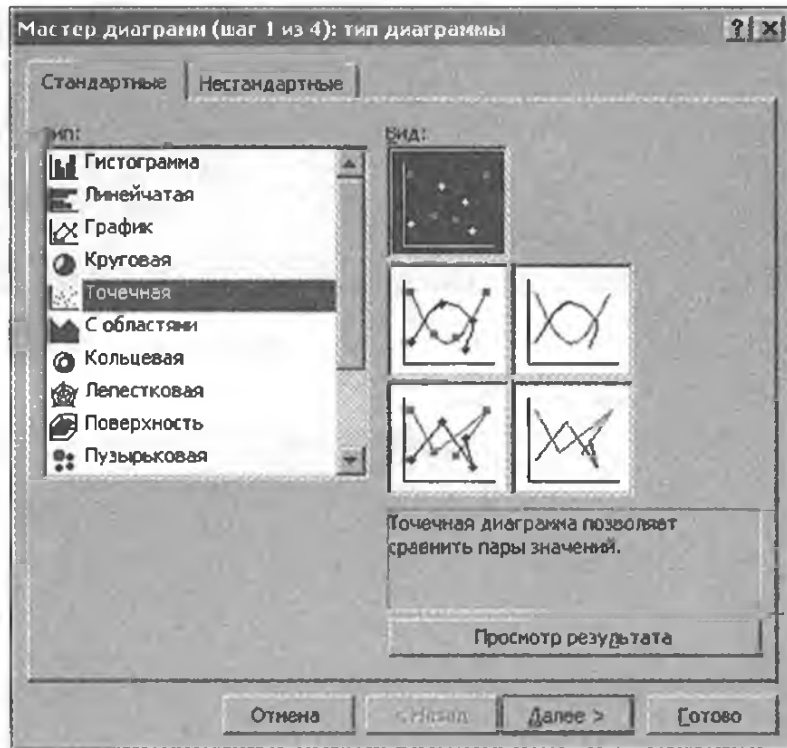 Мастер диаграмм (шаг 1 из 4): тип диаграммы
Стандартные
Нестандартные
Тип:
Гистограмма
Линейчатая
График
Круговая
Точечная
С областями
Кольцевая
Лепестковая
Поверхность
Пузырьковая
Вид:
Точечная диаграмма позволяет
сравнить пары значений.
Просмотр результата
Отмена
< Назад
Далее >
Готово